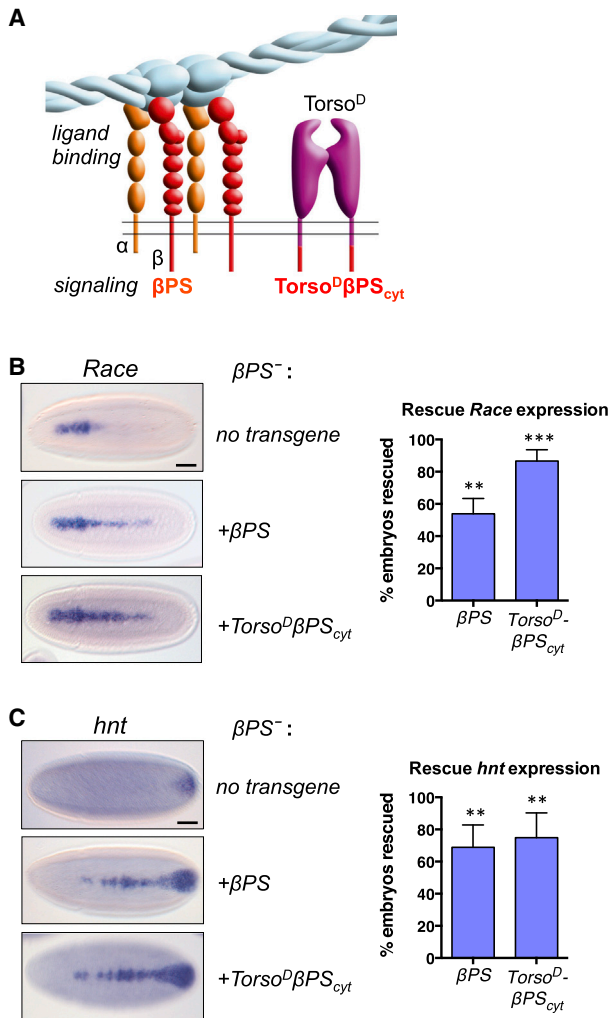 A
ligand
binding
Torso^D
α
β
signaling
βPS
Torso^DβPS_cyt
B
Race
βPS⁻ :
no transgene
+βPS
+Torso^DβPS_cyt
Rescue Race expression
% embryos rescued
100
80
60
40
20
0
**
***
βPS
Torso^D-
βPS_cyt
C
hnt
βPS⁻ :
no transgene
+βPS
+Torso^DβPS_cyt
Rescue hnt expression
% embryos rescued
100
80
60
40
20
0
**
**
βPS
Torso^D-
βPS_cyt